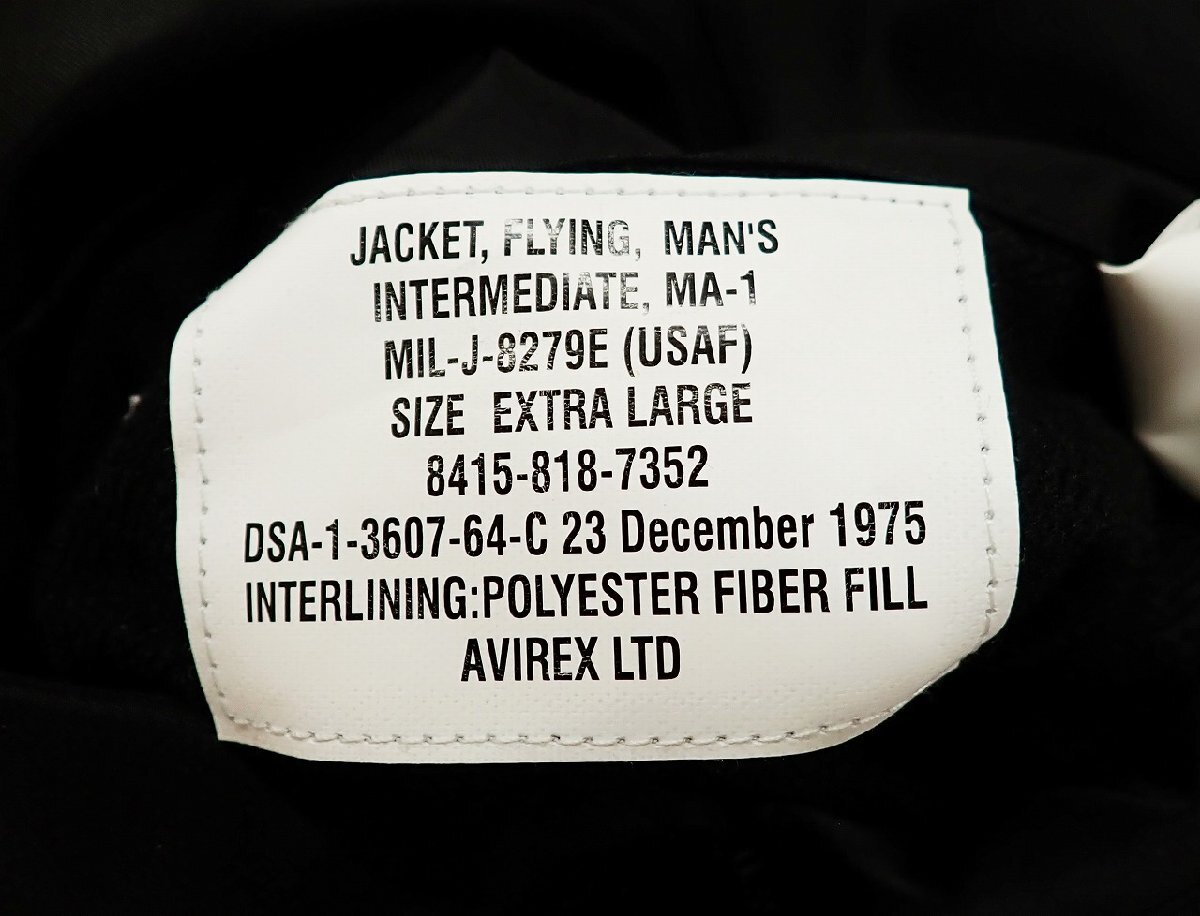 JACKET, FLYING, MAN'S
INTERMEDIATE, MA-1
MIL-J-8279E (USAF)
SIZE EXTRA LARGE
8415-818-7352
DSA-1-3607-64-C 23 December 1975
INTERLINING:POLYESTER FIBER FILL
AVIREX LTD